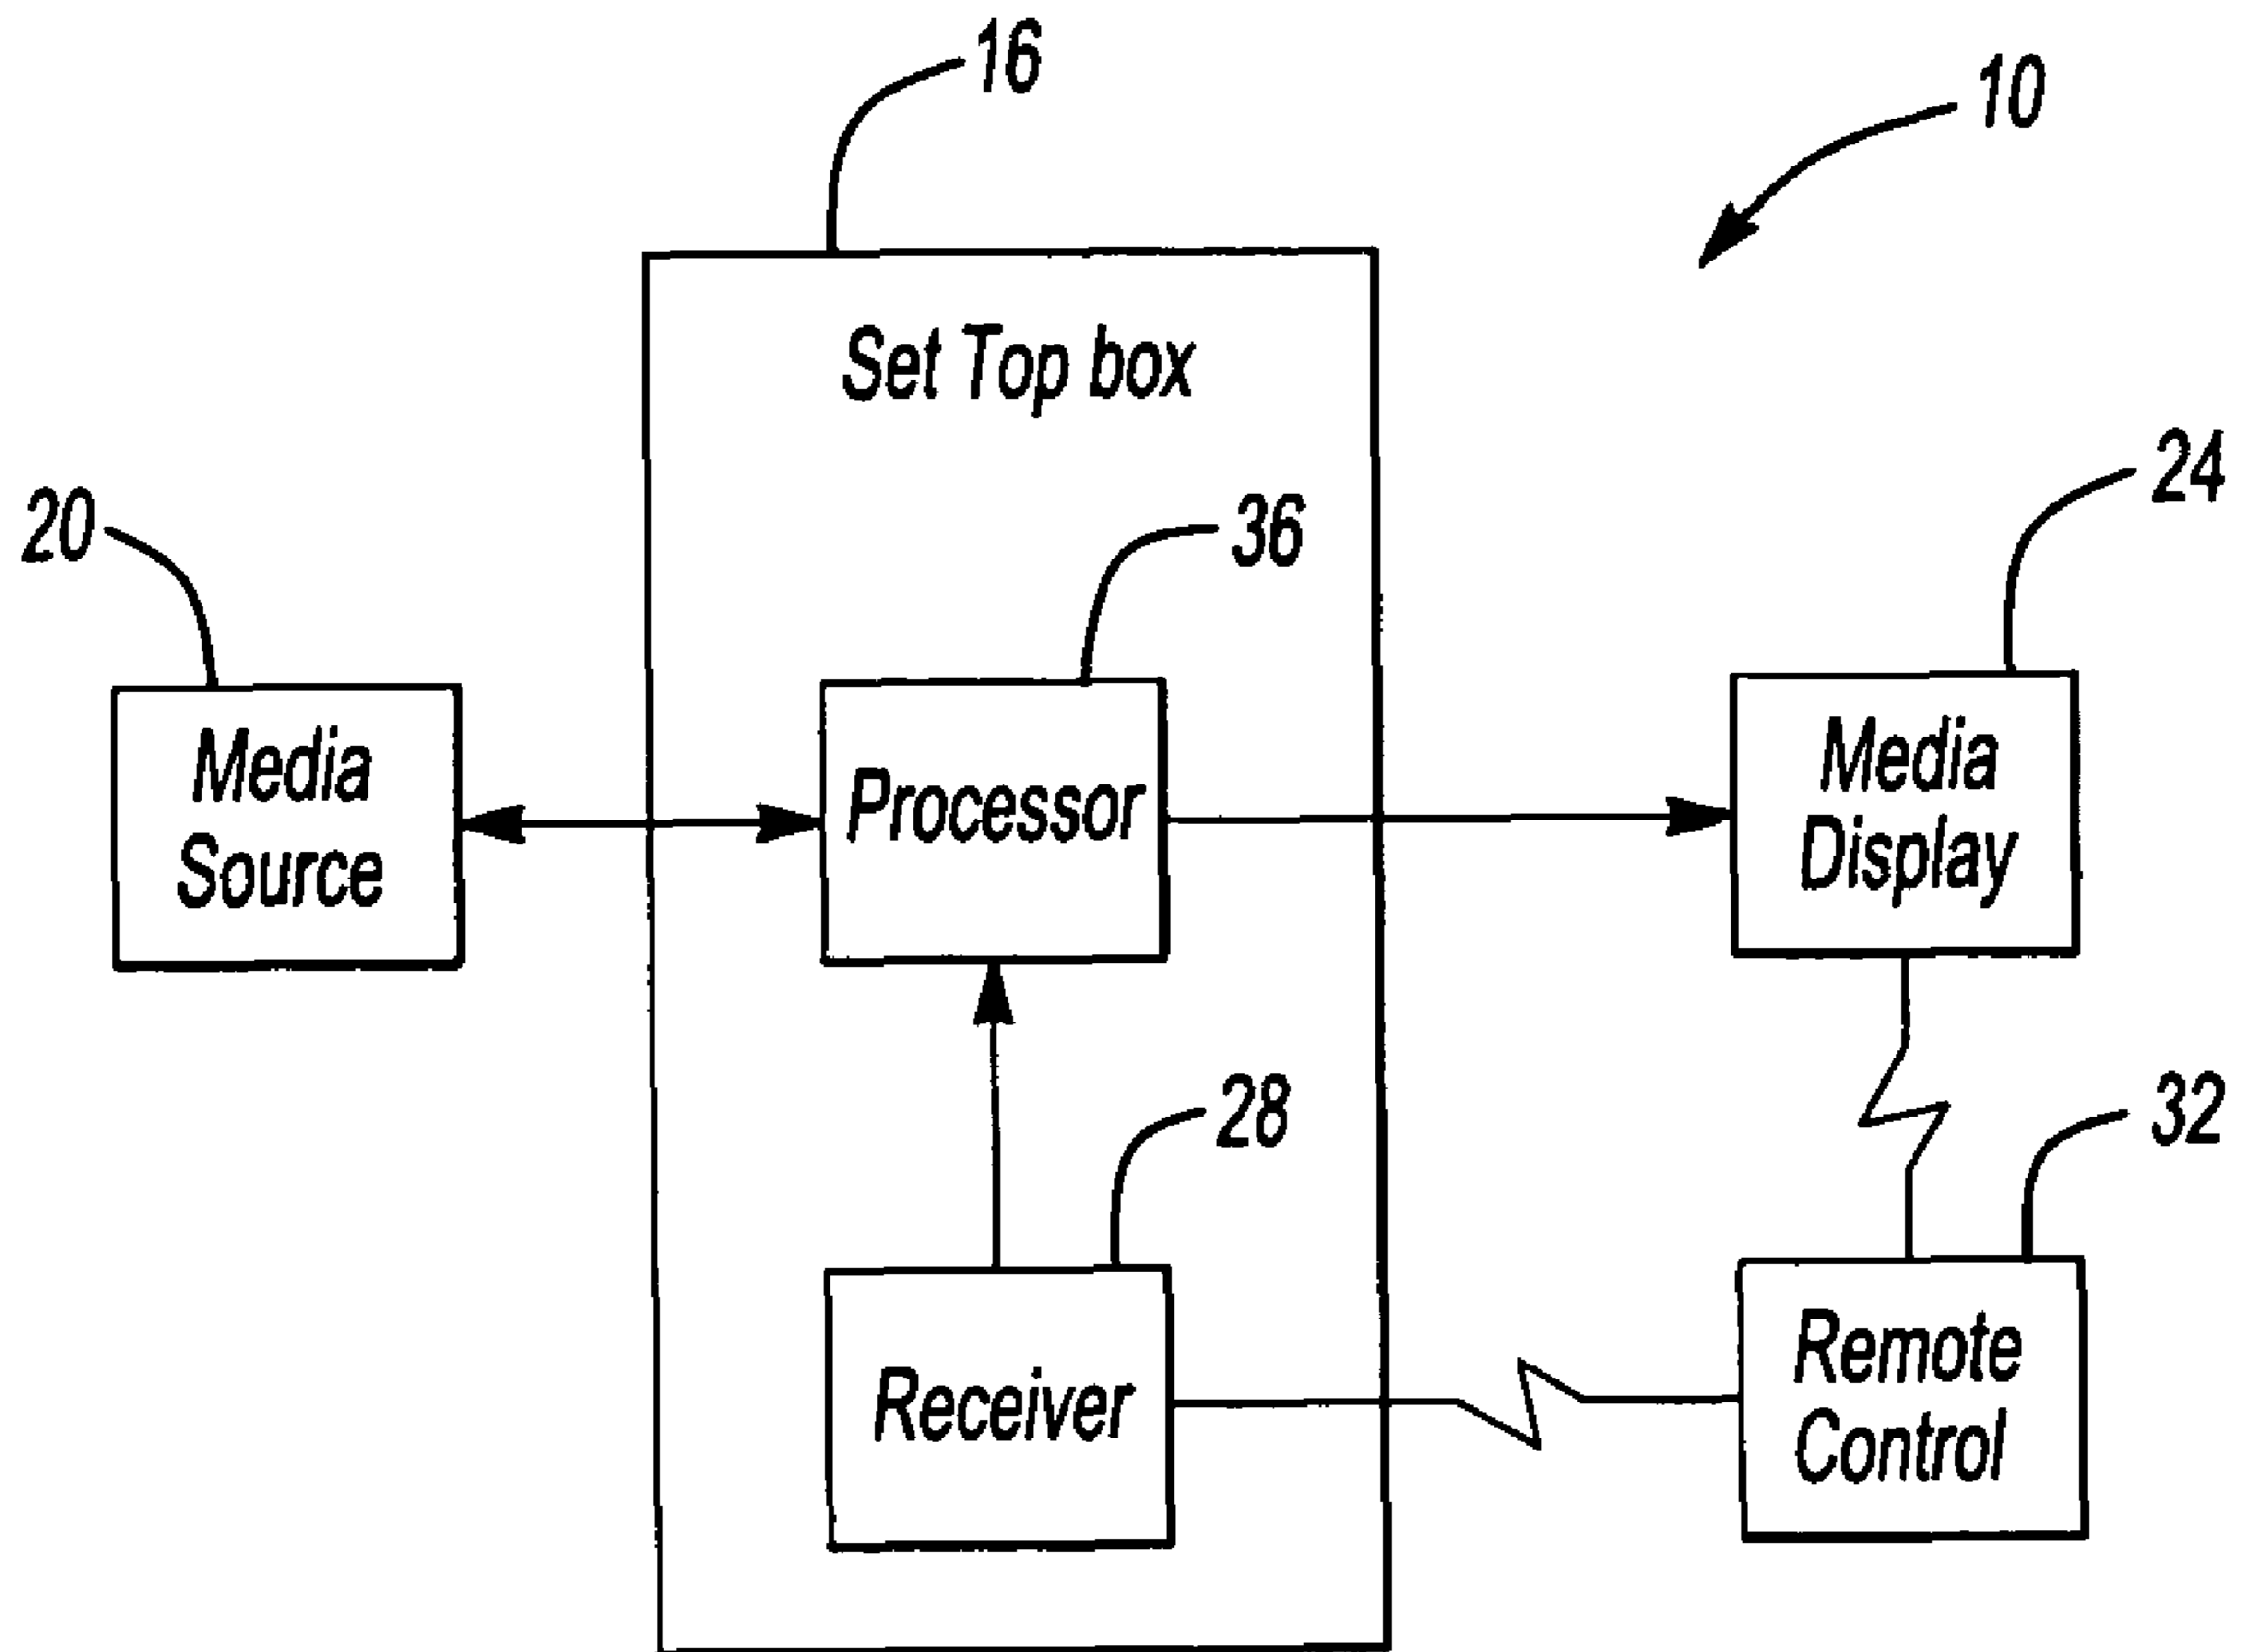 16
10
Set Top box
24
20
36
Media
Source
Processor
Media
Display
28
32
Receiver
Remote
Control